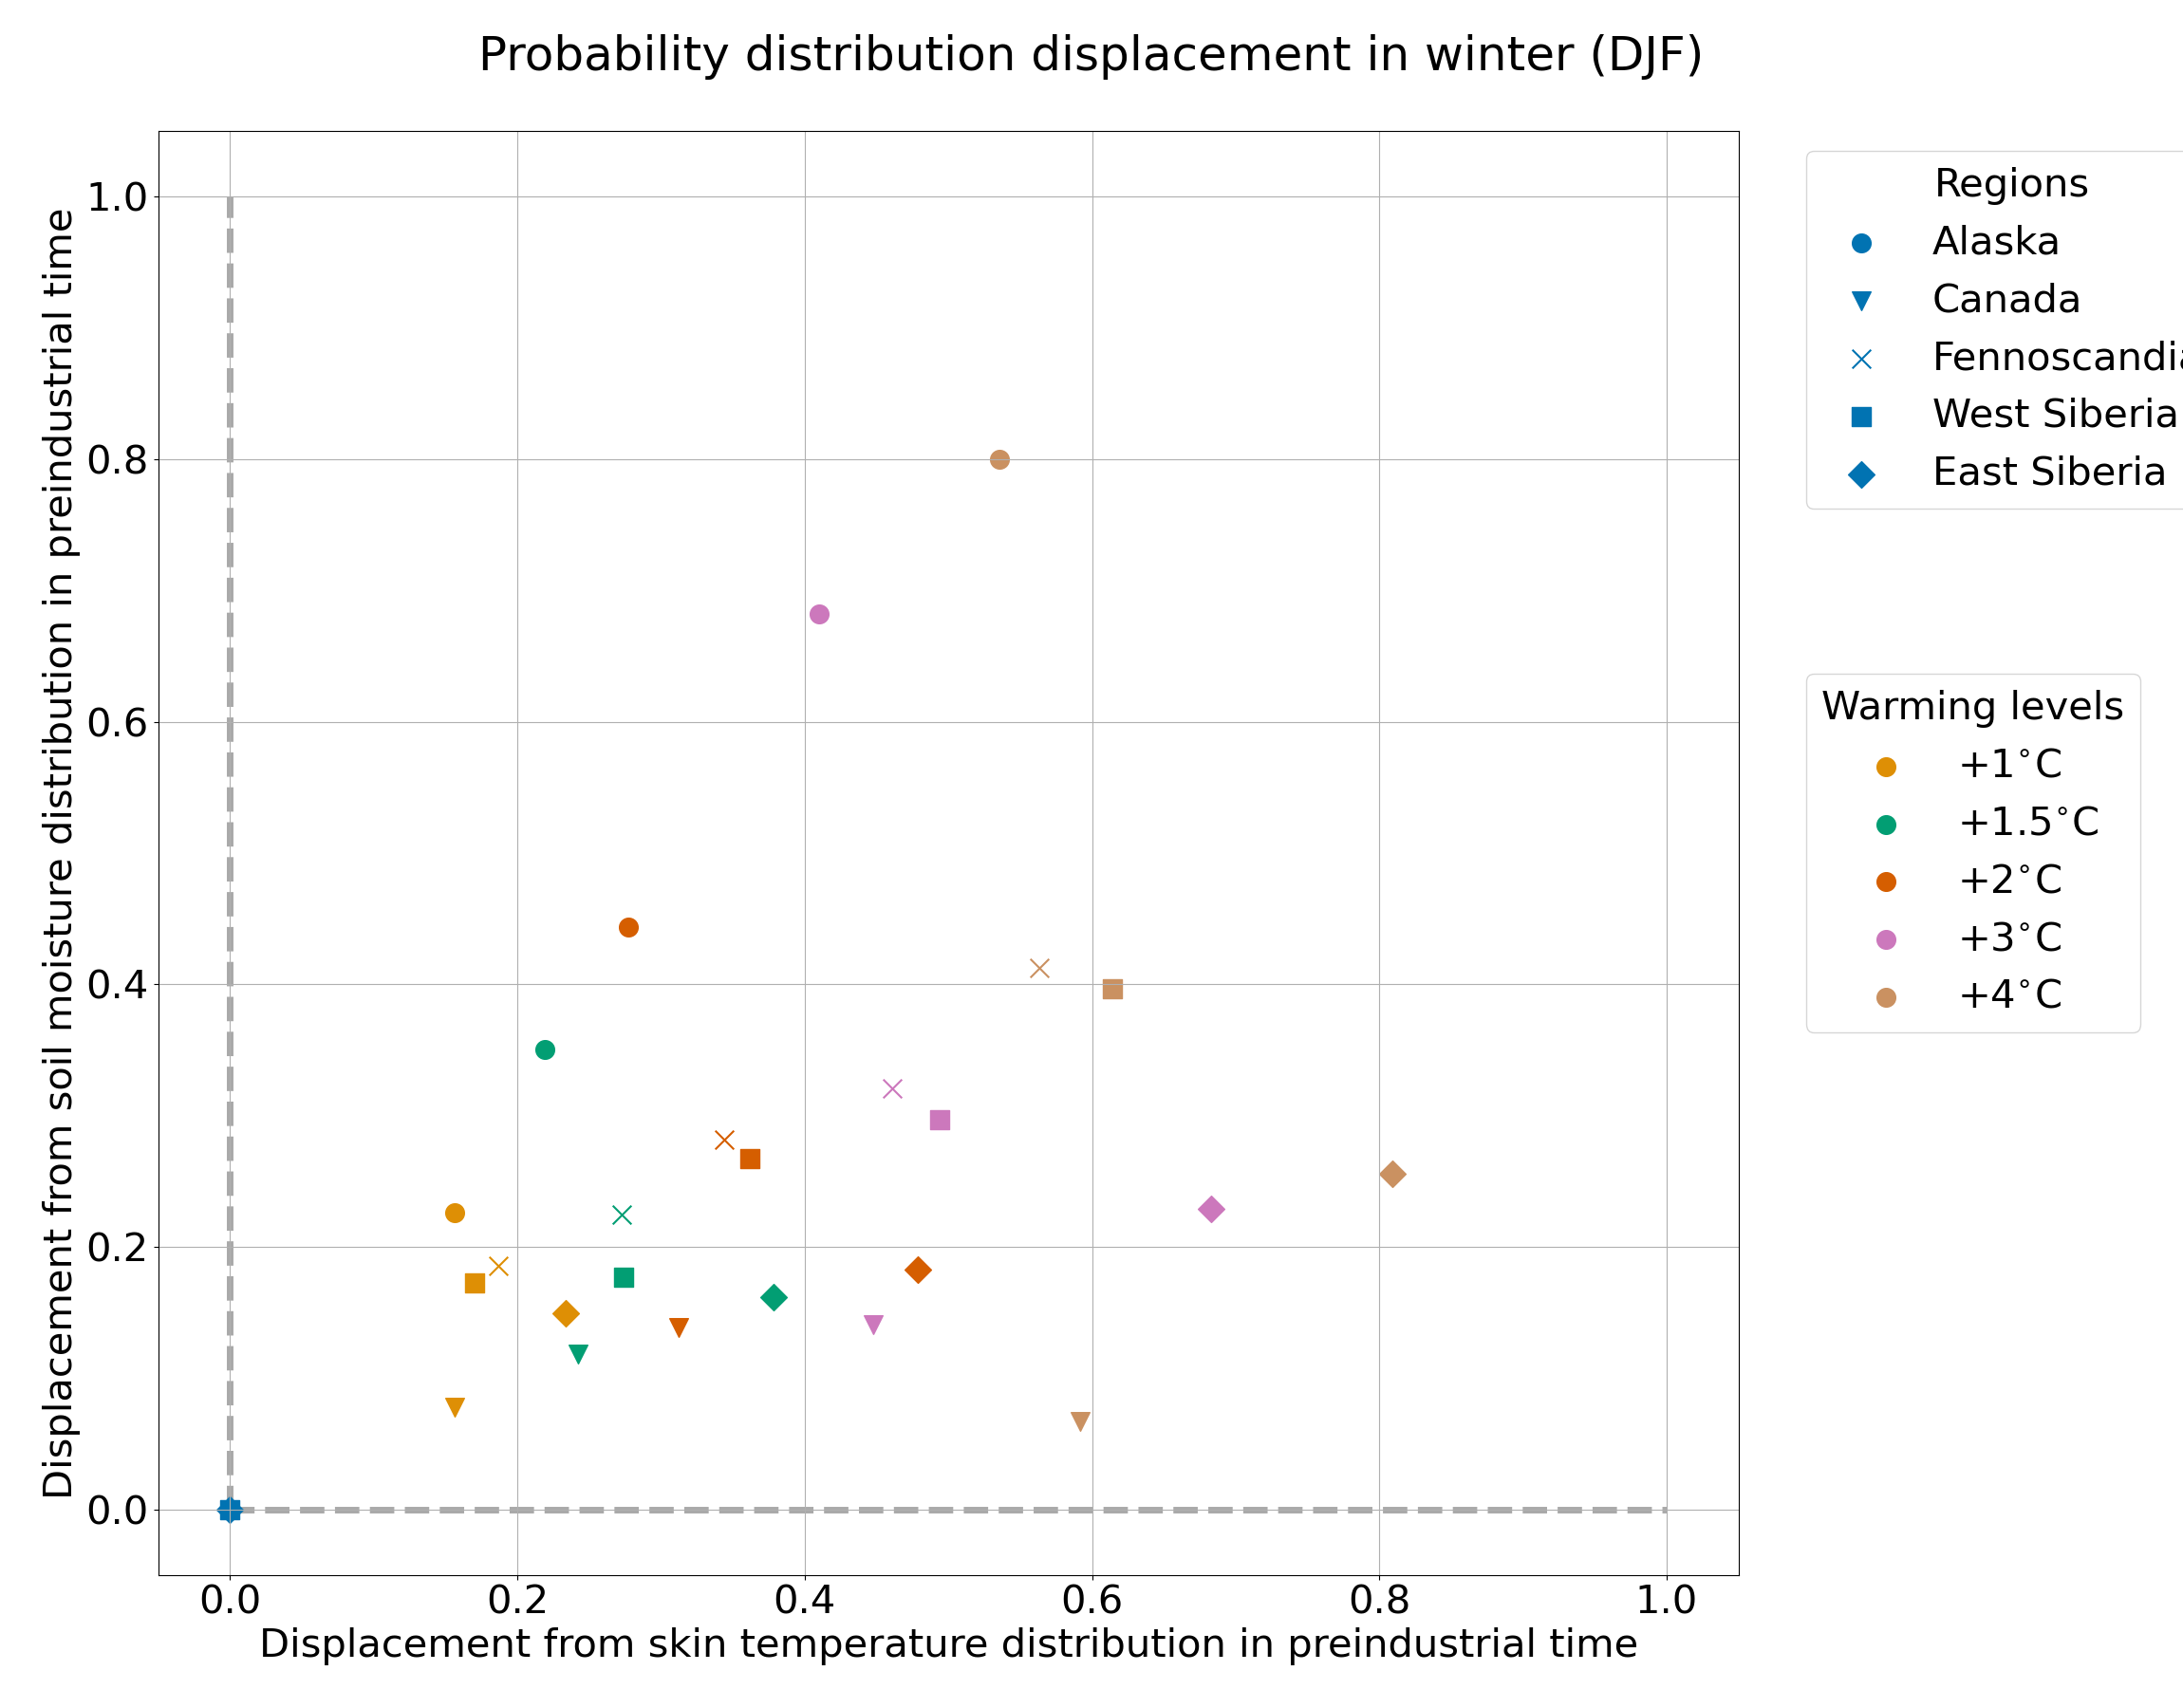 Probability distribution displacement in winter (DJF)
Displacement from soil moisture distribution in preindustrial time
1.0
0.8
0.6
0.4
0.2
0.0
0.0 0.2 0.4 0.6 0.8 1.0
Displacement from skin temperature distribution in preindustrial time
Regions
Alaska
Canada
Fennoscandia
West Siberia
East Siberia
Warming levels
+1°C
+1.5°C
+2°C
+3°C
+4°C